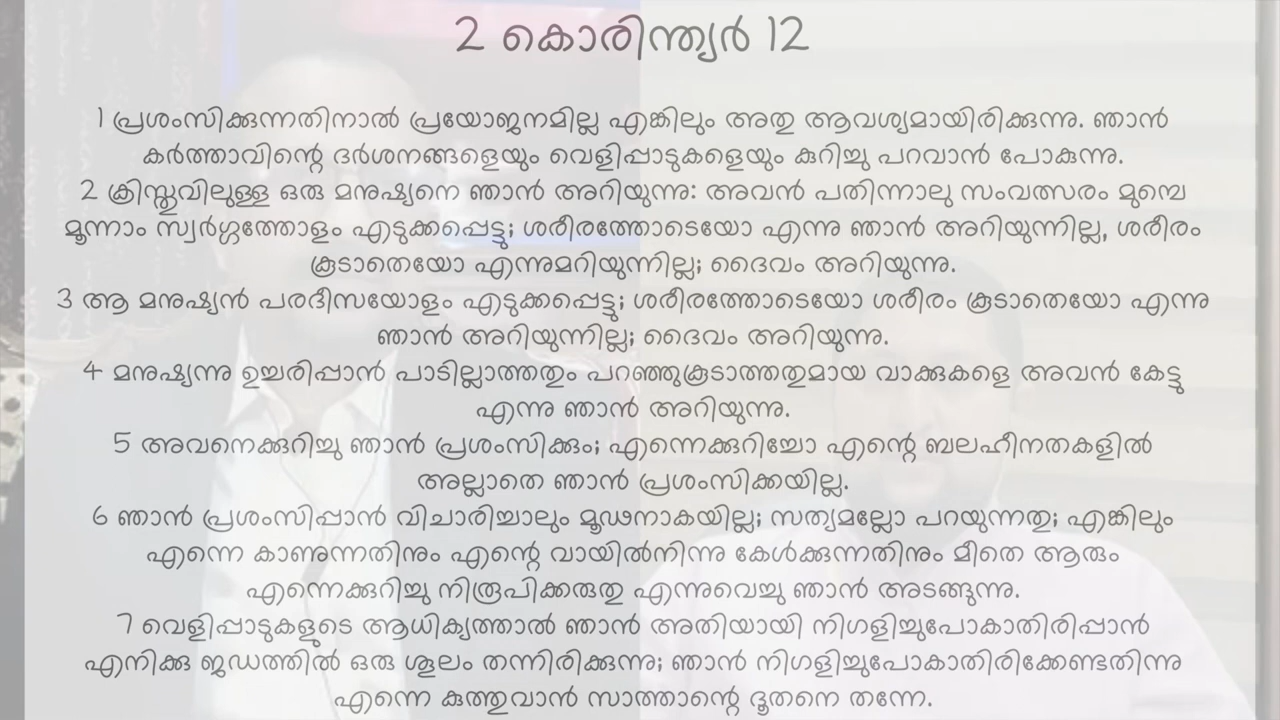 2 കൊരിന്ത്യർ 12
1 പ്രശംസിക്കുന്നതിനാൽ പ്രയോജനമില്ല എങ്കിലും അതു ആവശ്യമായിരിക്കുന്നു. ഞാൻ
കർത്താവിന്റെ ദർശനങ്ങളെയും വെളിപ്പാടുകളെയും കുറിച്ചു പറവാൻ പോകുന്നു.
2 ക്രിസ്തുവിലുള്ള ഒരു മനുഷ്യനെ ഞാൻ അറിയുന്നു: അവൻ പതിന്നാലു സംവത്സരം മുമ്പെ
മൂന്നാം സ്വർഗ്ഗത്തോളം എടുക്കപ്പെട്ടു; ശരീരത്തോടെയോ എന്നു ഞാൻ അറിയുന്നില്ല, ശരീരം
കൂടാതെയോ എന്നുമറിയുന്നില്ല; ദൈവം അറിയുന്നു.
3 ആ മനുഷ്യൻ പരദീസയോളം എടുക്കപ്പെട്ടു; ശരീരത്തോടെയോ ശരീരം കൂടാതെയോ എന്നു
ഞാൻ അറിയുന്നില്ല; ദൈവം അറിയുന്നു.
4 മനുഷ്യന്നു ഉച്ചരിപ്പാൻ പാടില്ലാത്തതും പറഞ്ഞുകൂടാത്തതുമായ വാക്കുകളെ അവൻ കേട്ടു
എന്നു ഞാൻ അറിയുന്നു.
5 അവനെക്കുറിച്ചു ഞാൻ പ്രശംസിക്കും; എന്നെക്കുറിച്ചോ എന്റെ ബലഹീനതകളിൽ
അല്ലാതെ ഞാൻ പ്രശംസിക്കയില്ല.
6 ഞാൻ പ്രശംസിപ്പാൻ വിചാരിച്ചാലും മൂഢനാകയില്ല; സത്യമല്ലോ പറയുന്നതു; എങ്കിലും
എന്നെ കാണുന്നതിനും എന്റെ വായിൽനിന്നു കേൾക്കുന്നതിനും മീതെ ആരും
എന്നെക്കുറിച്ചു നിരൂപിക്കരുതു എന്നുവെച്ചു ഞാൻ അടങ്ങുന്നു.
7 വെളിപ്പാടുകളുടെ ആധിക്യത്താൽ ഞാൻ അതിയായി നിഗളിച്ചുപോകാതിരിപ്പാൻ
എനിക്കു ജഡത്തിൽ ഒരു ശൂലം തന്നിരിക്കുന്നു; ഞാൻ നിഗളിച്ചുപോകാതിരിക്കേണ്ടതിന്നു
എന്നെ കുത്തുവാൻ സാത്താന്റെ ദൂതനെ തന്നേ.